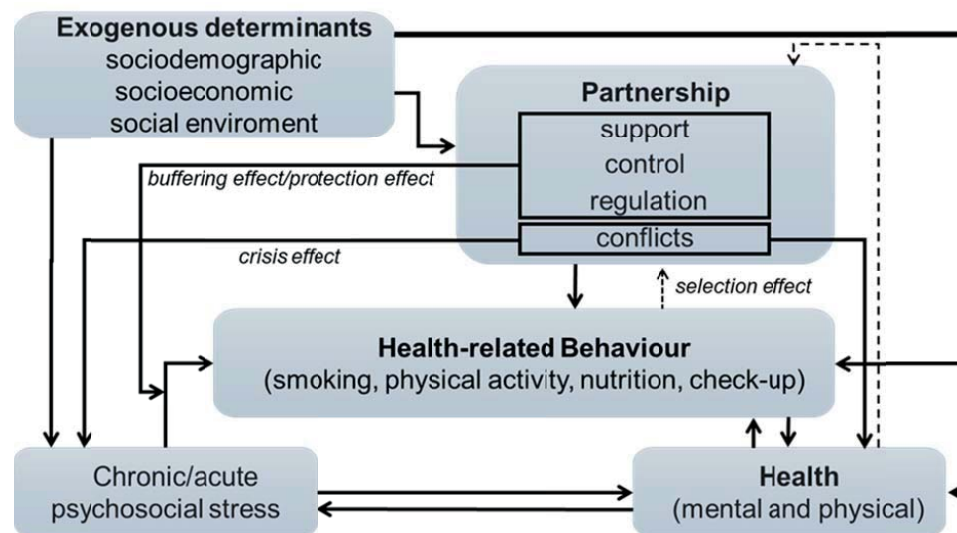 Exogenous determinants
sociodemographic
socioeconomic
social enviroment
Partnership
support
control
regulation
conflicts
buffering effect/protection effect
crisis effect
selection effect
Health-related Behaviour
(smoking, physical activity, nutrition, check-up)
Chronic/acute
psychosocial stress
Health
(mental and physical)